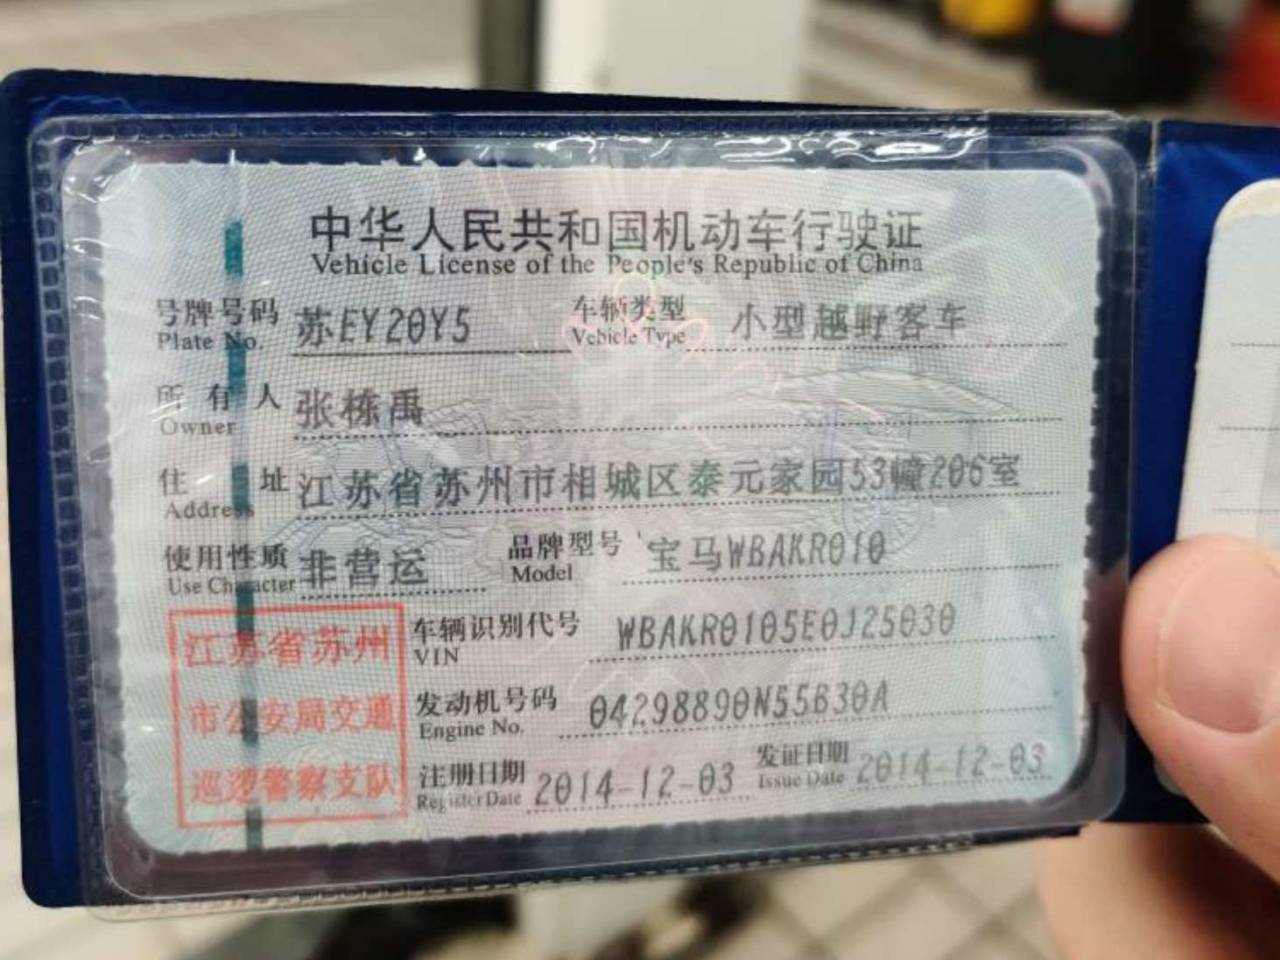 中华人民共和国机动车行驶证
Vehicle License of the People's Republic of China
号牌号码 苏EY20Y5 车辆类型 小型越野客车
Plate No. Vehicle Type
所有人 张栋禹
Owner
住址 江苏省苏州市相城区泰元家园53幢206室
Address
使用性质 非营运 品牌型号 宝马WBAKR010
Use Character Model
江苏省苏州 车辆识别代号 WBAKR0105E0J25030
VIN
市公安局交通 发动机号码 04298890N55B30A
Engine No.
巡逻警察支队 注册日期 2014-12-03 发证日期 2014-12-03
Register Date Issue Date